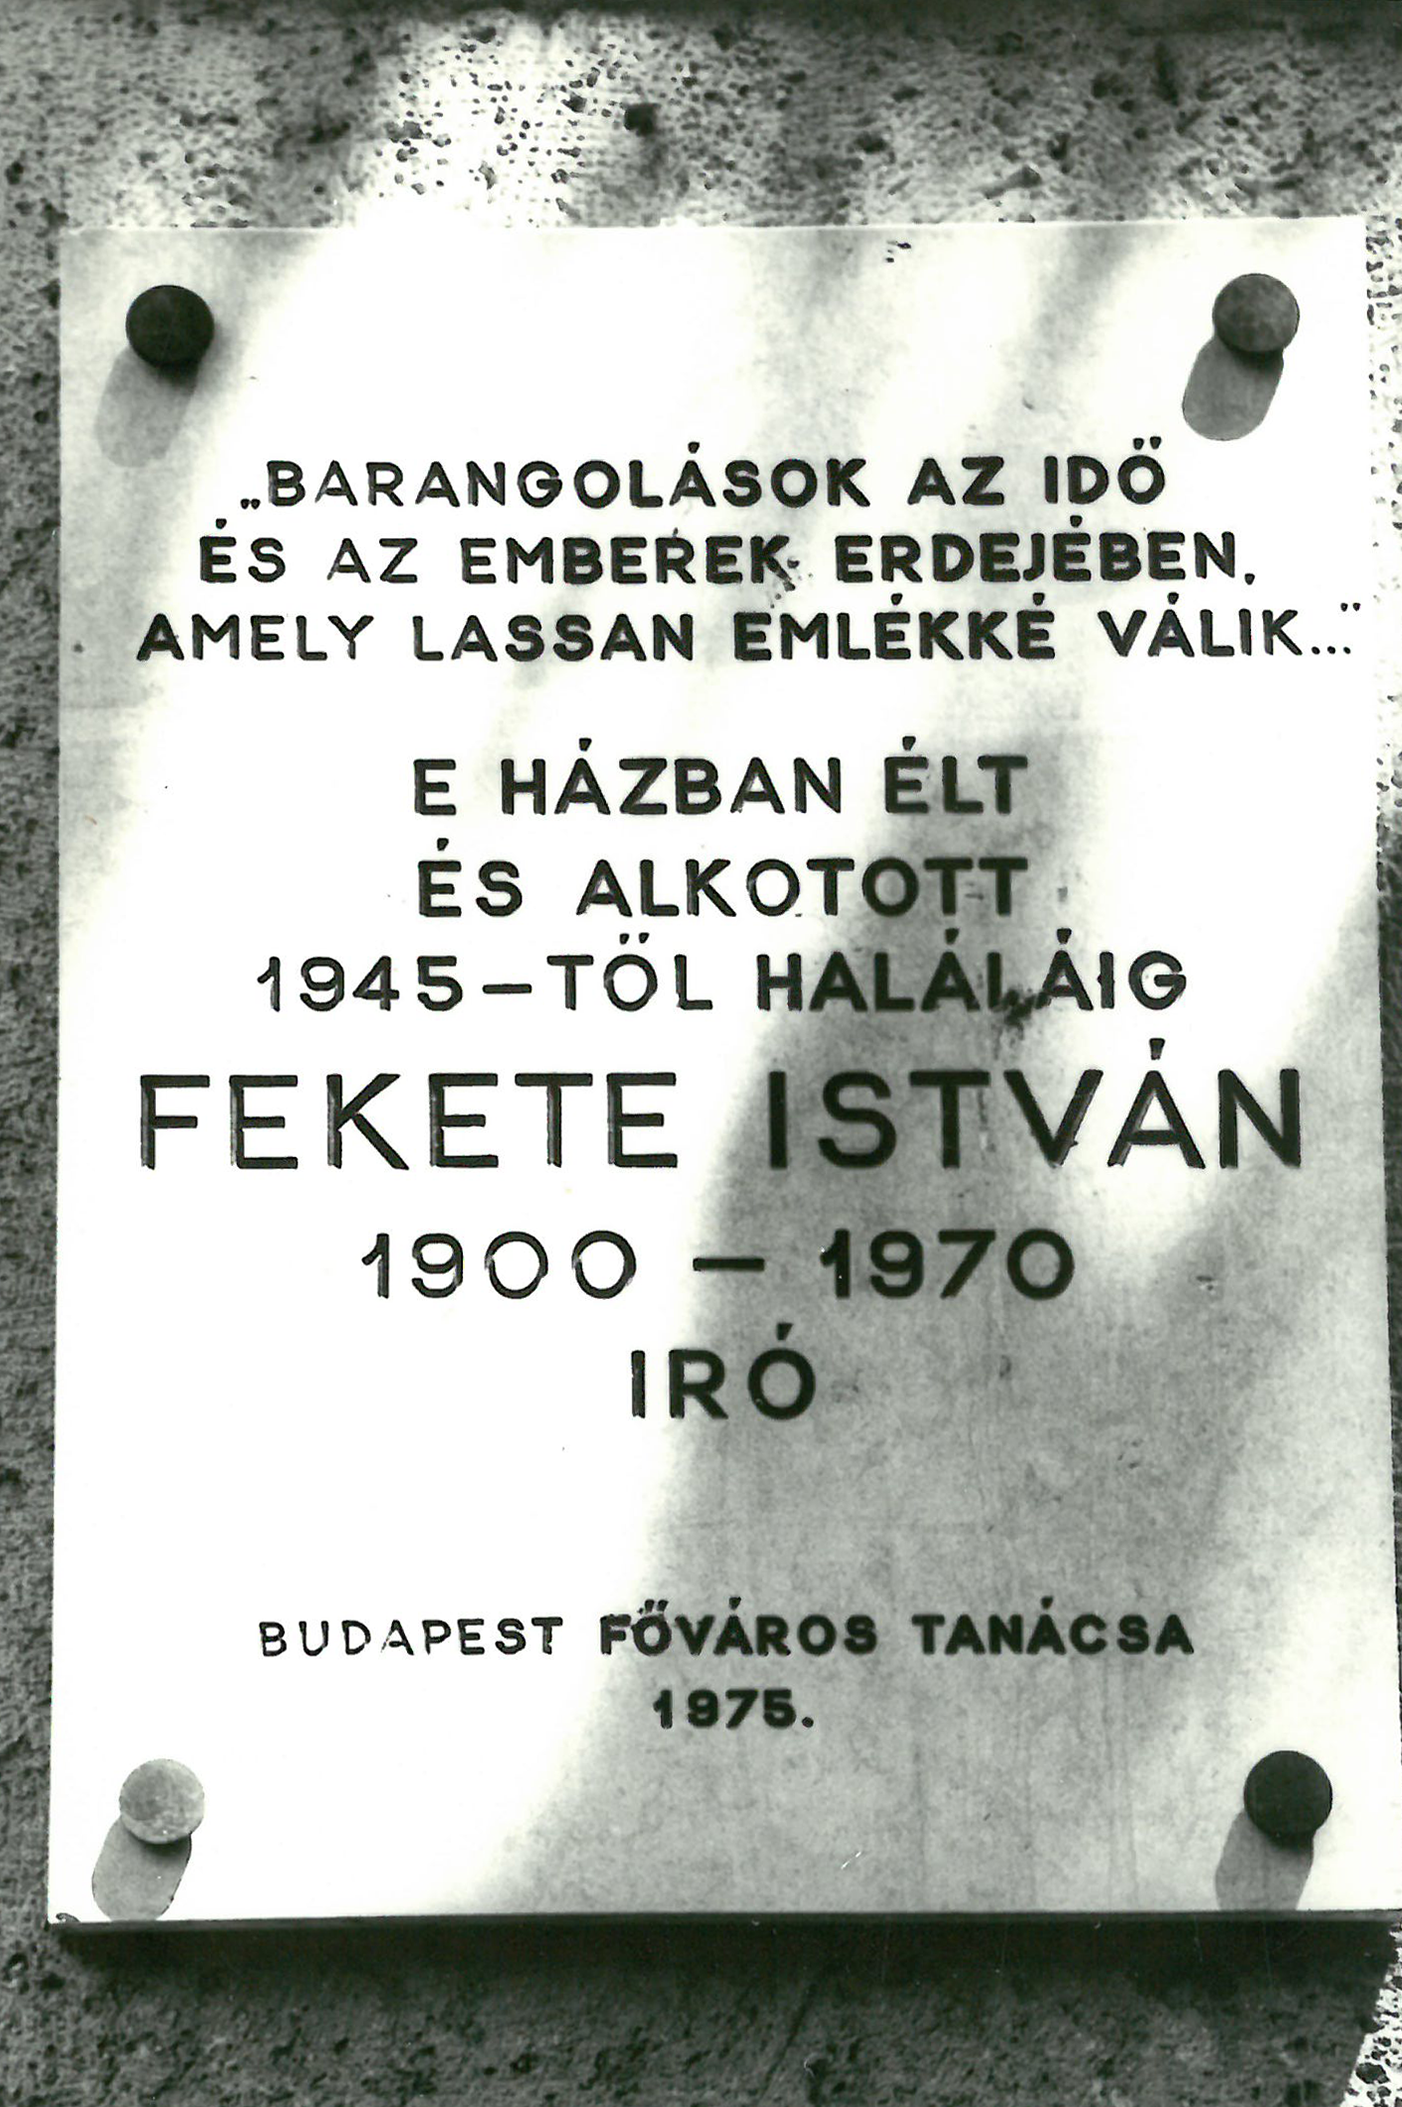 „BARANGOLÁSOK AZ IDŐ
ÉS AZ EMBEREK ERDEJÉBEN,
AMELY LASSAN EMLÉKKÉ VÁLIK..."
E HÁZBAN ÉLT
ÉS ALKOTOTT
1945-TŐL HALÁLÁIG
FEKETE ISTVÁN
1900 - 1970
IRÓ
BUDAPEST FŐVÁROS TANÁCSA
1975.